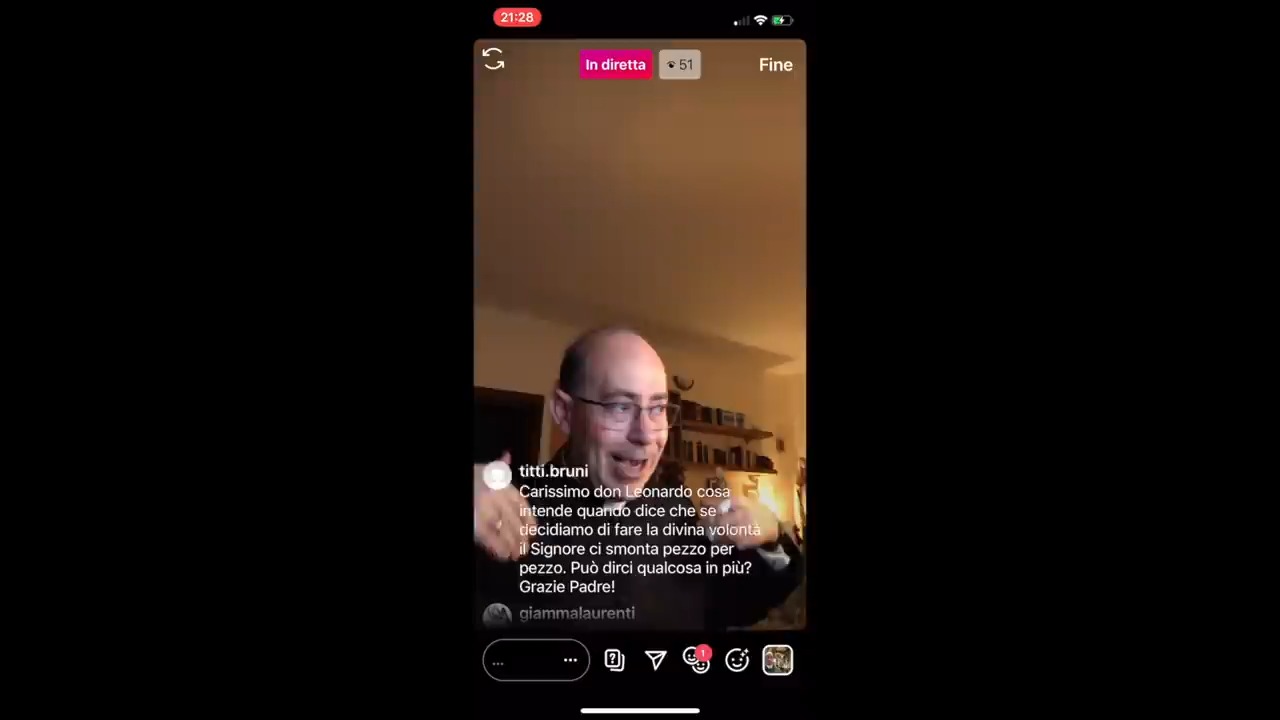 21:28
In diretta
51
Fine
titti.bruni
Carissimo don Leonardo cosa
intende quando dice che se
decidiamo di fare la divina volontà
il Signore ci smonta pezzo per
pezzo. Può dirci qualcosa in più?
Grazie Padre!
giammalaurenti
...
1